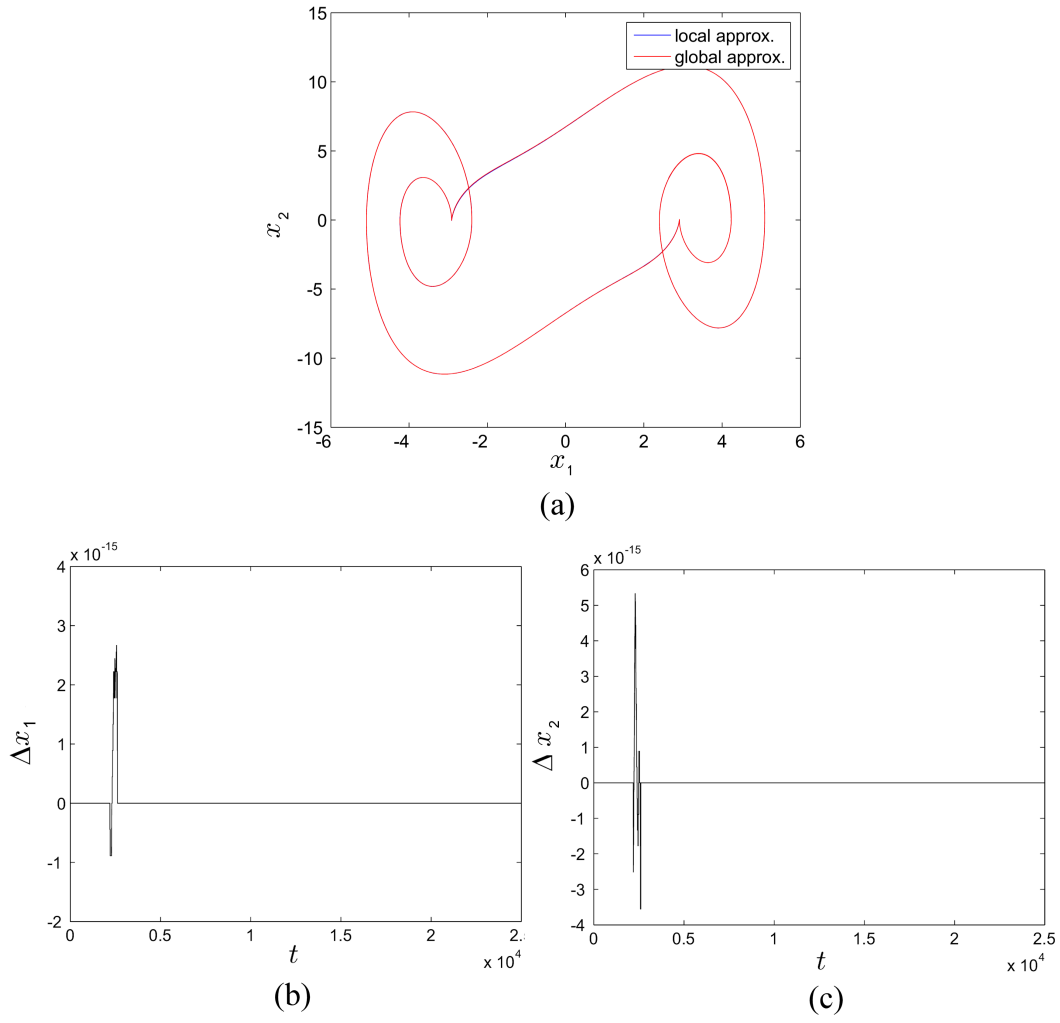 15
10
5
0
-5
-10
-15
x₂
local approx.
global approx.
-6 -4 -2 0 2 4 6
x₁
(a)
x 10⁻¹⁵
4
3
2
1
0
-1
-2
Δx₁
0 0.5 1 1.5 2 2.5
x 10⁴
t
(b)
x 10⁻¹⁵
6
5
4
3
2
1
0
-1
-2
-3
-4
Δ x₂
0 0.5 1 1.5 2 2.5
x 10⁴
t
(c)